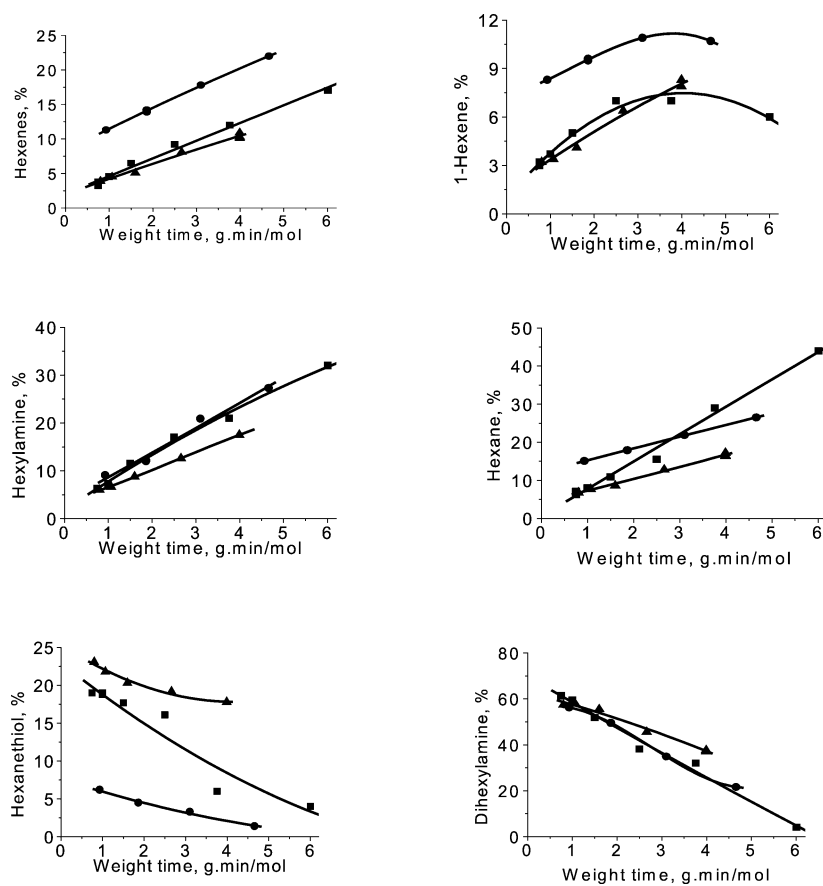 Hexenes, %
25
20
15
10
5
0
0 1 2 3 4 5 6
Weight time, g.min/mol
1-Hexene, %
12
9
6
3
0
0 1 2 3 4 5 6
Weight time, g.min/mol
Hexylamine, %
40
30
20
10
0
0 1 2 3 4 5 6
Weight time, g.min/mol
Hexane, %
50
40
30
20
10
0
0 1 2 3 4 5 6
Weight time, g.min/mol
Hexanethiol, %
25
20
15
10
5
0
0 1 2 3 4 5 6
Weight time, g.min/mol
Dihexylamine, %
80
60
40
20
0
0 1 2 3 4 5 6
Weight time, g.min/mol